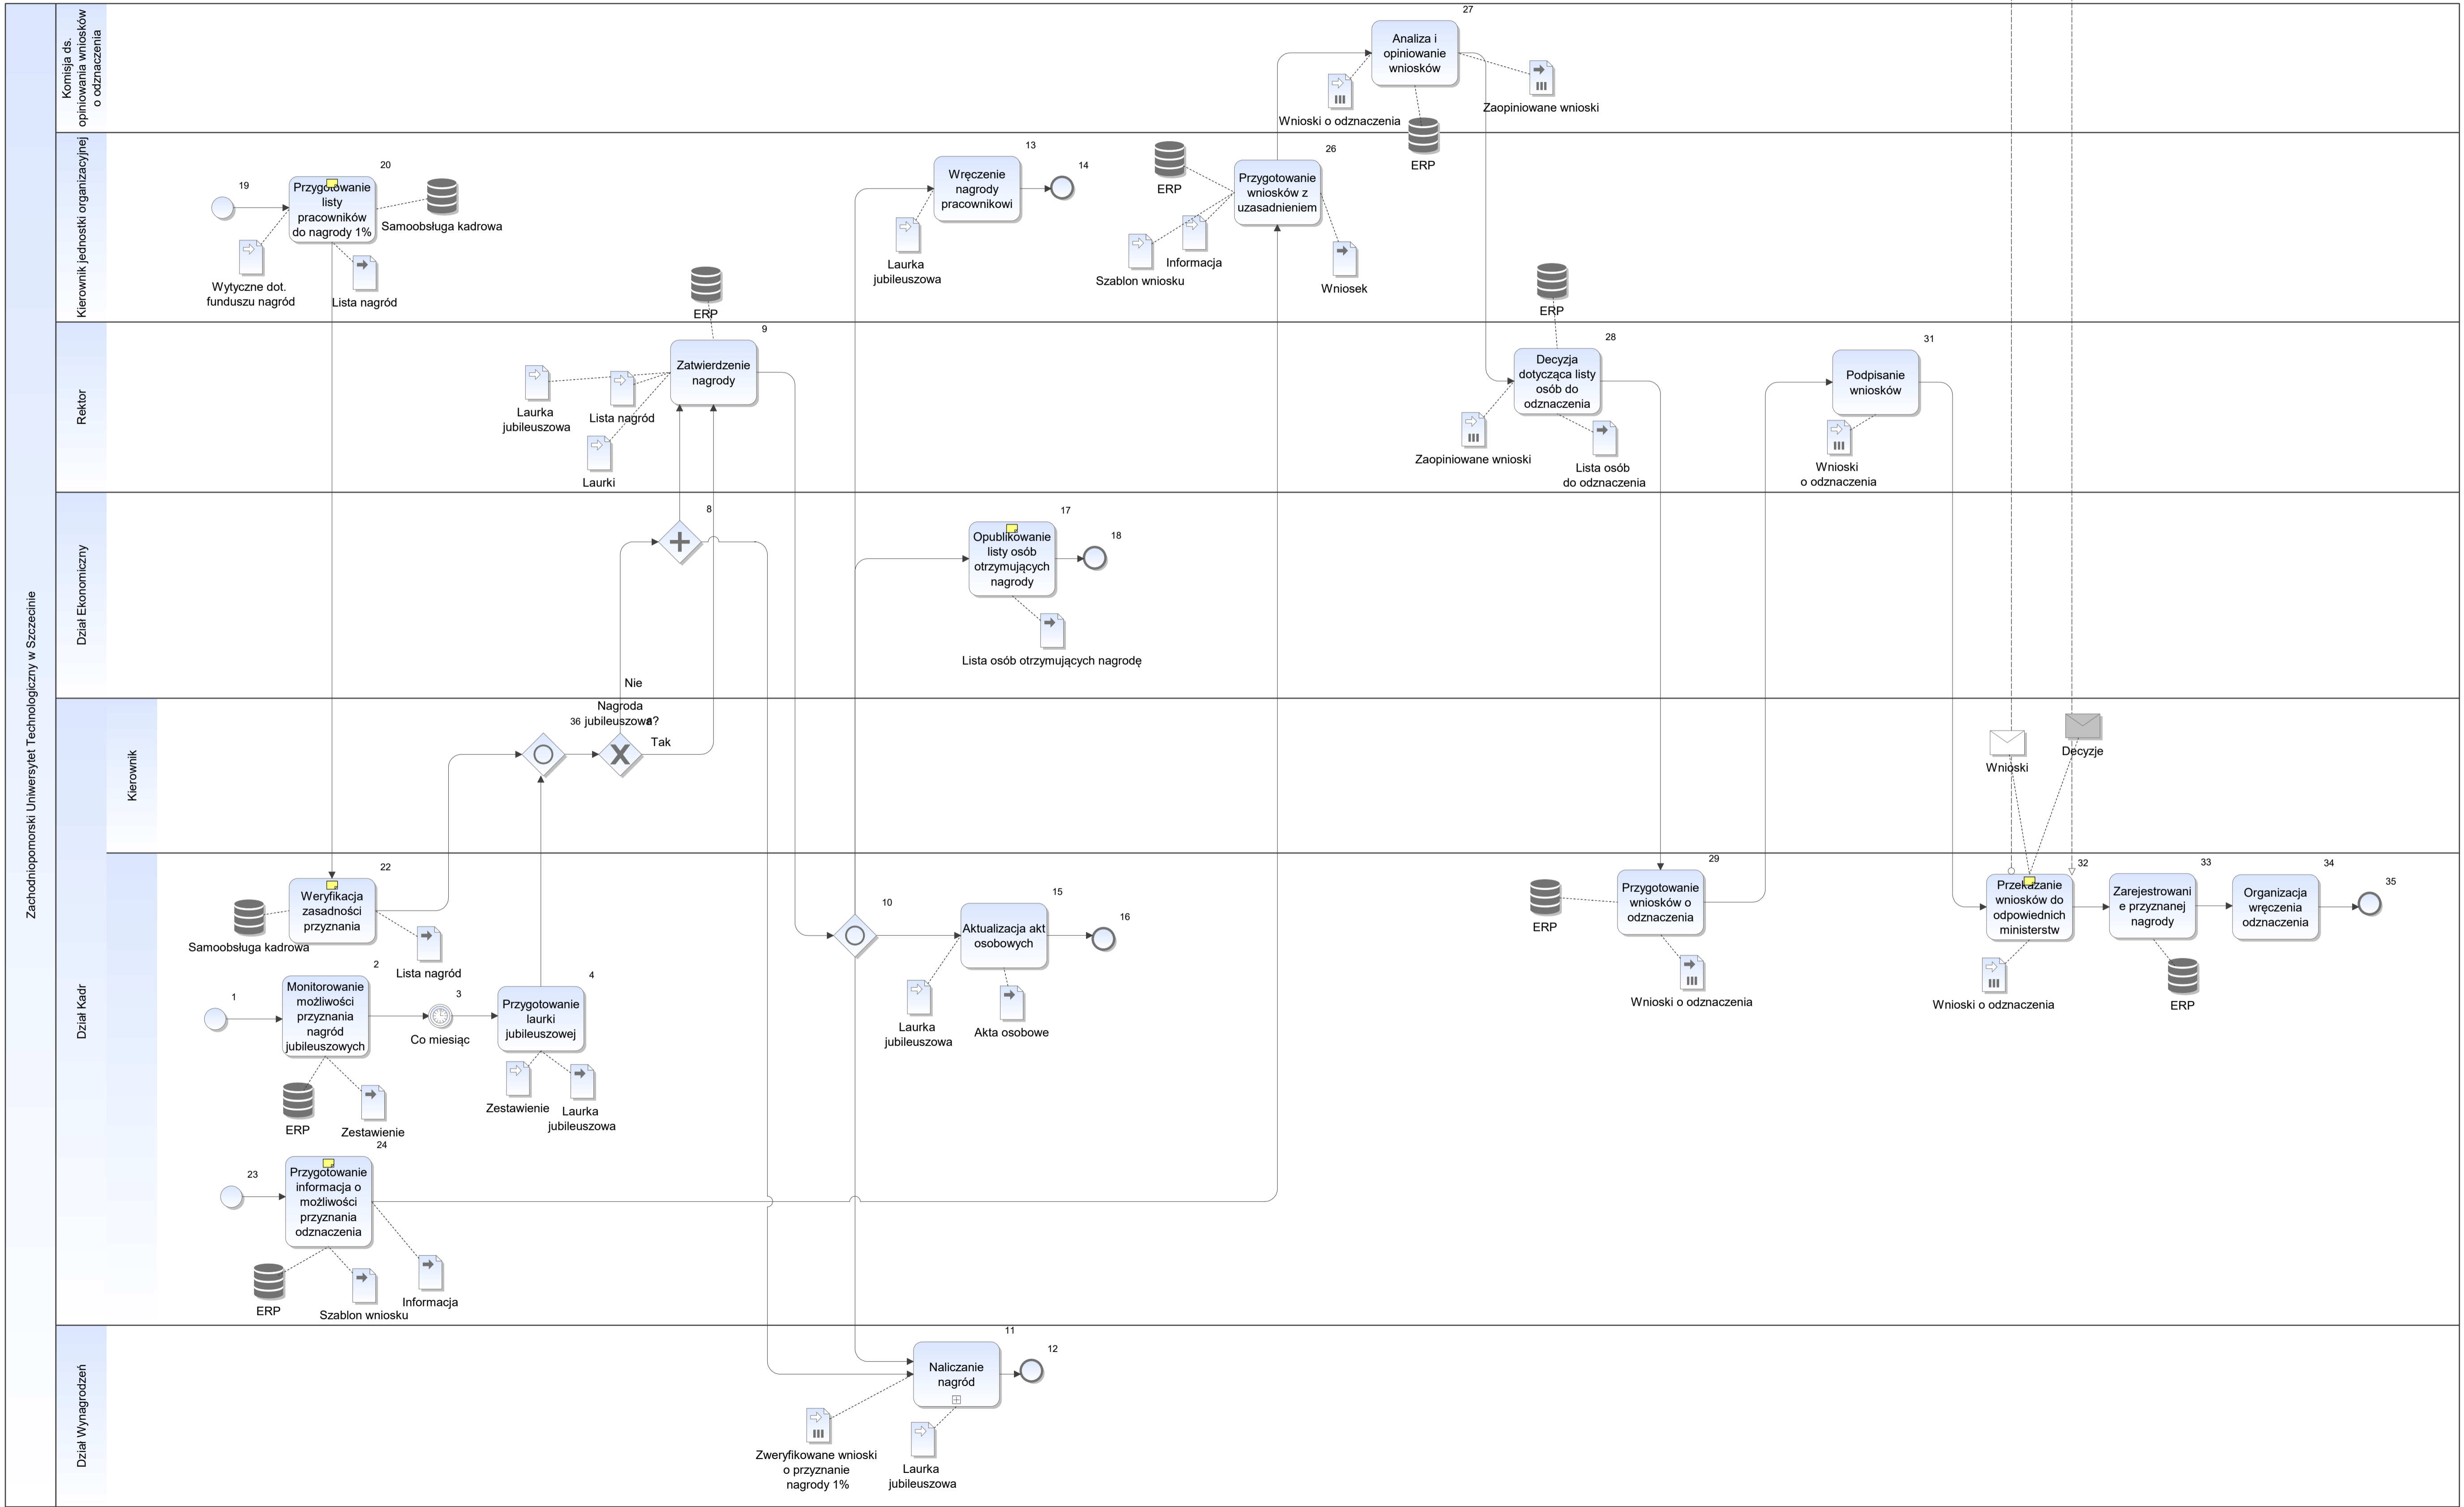 Zachodniopomorski Uniwersytet Technologiczny w Szczecinie
Komisja ds.
opiniowania wniosków
o odznaczenia
27
Analiza i
opiniowanie
wniosków
Wnioski o odznaczenia
ERP
Zaopiniowane wnioski
Kierownik jednostki organizacyjnej
19
20
Przygotowanie
listy
pracowników
do nagrody 1%
Samoobsługa kadrowa
Wytyczne dot.
funduszu nagród
Lista nagród
ERP
13
Wręczenie
nagrody
pracownikowi
14
Laurka
jubileuszowa
ERP
26
Przygotowanie
wniosków z
uzasadnieniem
Szablon wniosku
Informacja
Wniosek
ERP
Rektor
9
Zatwierdzenie
nagrody
Laurka
jubileuszowa
Lista nagród
Laurki
28
Decyzja
dotycząca listy
osób do
odznaczenia
Zaopiniowane wnioski
Lista osób
do odznaczenia
31
Podpisanie
wniosków
Wnioski
o odznaczenia
Dział Ekonomiczny
8
17
Opublikowanie
listy osób
otrzymujących
nagrody
18
Lista osób otrzymujących nagrodę
Nie
Dział Kadr
Kierownik
36
Nagroda
jubileuszowa?
Tak
Wnioski
Decyzje
22
Weryfikacja
zasadności
przyznania
Samoobsługa kadrowa
Lista nagród
1
2
Monitorowanie
możliwości
przyznania
nagród
jubileuszowych
ERP
Zestawienie
3
Co miesiąc
4
Przygotowanie
laurki
jubileuszowej
Zestawienie
Laurka
jubileuszowa
23
24
Przygotowanie
informacja o
możliwości
przyznania
odznaczenia
ERP
Szablon wniosku
Informacja
10
15
Aktualizacja akt
osobowych
16
Laurka
jubileuszowa
Akta osobowe
29
Przygotowanie
wniosków o
odznaczenia
ERP
Wnioski o odznaczenia
32
Przekazanie
wniosków do
odpowiednich
ministerstw
Wnioski o odznaczenia
33
Zarejestrowani
e przyznanej
nagrody
ERP
34
Organizacja
wręczenia
odznaczenia
35
Dział Wynagrodzeń
11
Naliczanie
nagród
12
Zweryfikowane wnioski
o przyznanie
nagrody 1%
Laurka
jubileuszowa